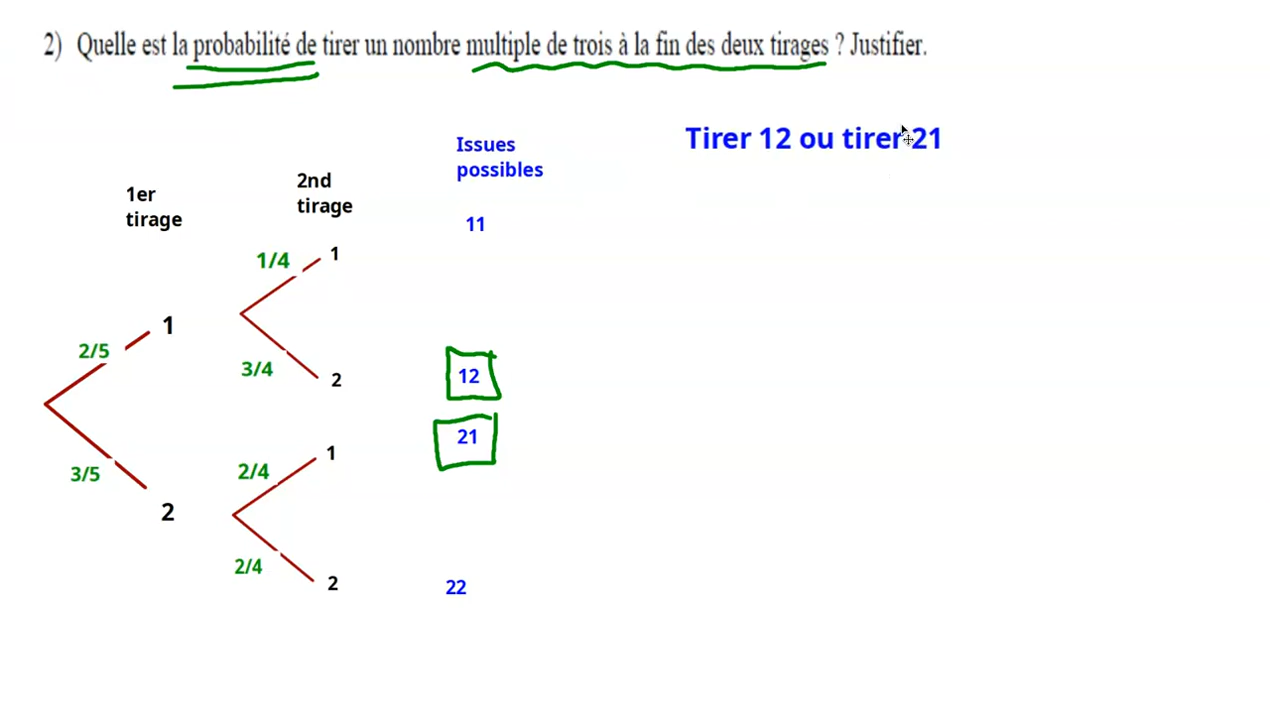 2) Quelle est la probabilité de tirer un nombre multiple de trois à la fin des deux tirages ? Justifier.
Tirer 12 ou tirer 21
Issues
possibles
2nd
tirage
1er
tirage
11
1/4
1
1
2/5
3/4
2
12
21
1
2/4
3/5
2
2/4
2
22